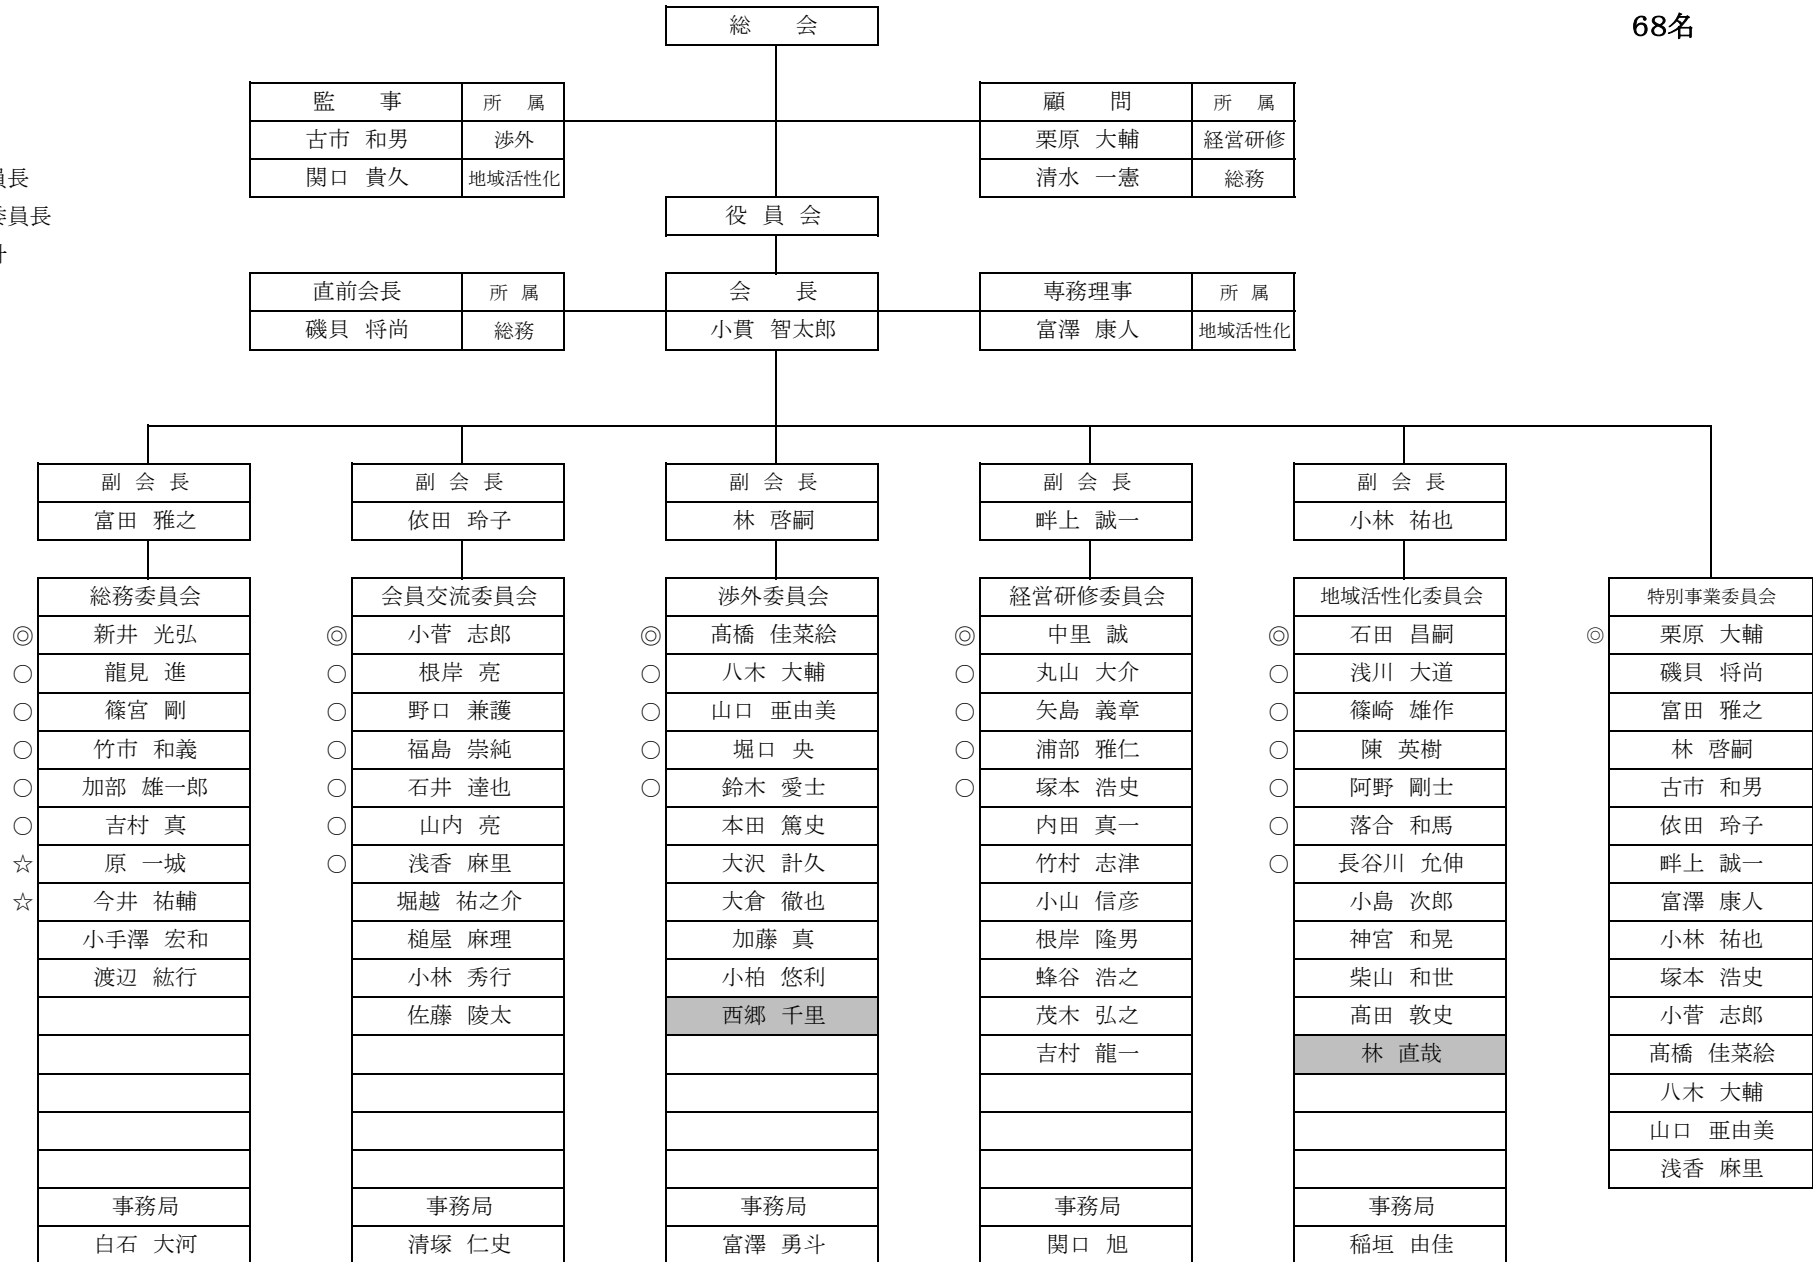 総 会
68名
監 事 所 属
古市 和男 渉外
関口 貴久 地域活性化
顧 問 所 属
栗原 大輔 経営研修
清水 一憲 総務
員長
委員長
計
役 員 会
直前会長 所 属
磯貝 将尚 総務
会 長
小貫 智太郎
専務理事 所 属
富澤 康人 地域活性化
副 会 長
富田 雅之
総務委員会
◎ 新井 光弘
○ 龍見 進
○ 篠宮 剛
○ 竹市 和義
○ 加部 雄一郎
○ 吉村 真
☆ 原 一城
☆ 今井 祐輔
小手澤 宏和
渡辺 紘行
事務局
白石 大河
副 会 長
依田 玲子
会員交流委員会
◎ 小菅 志郎
○ 根岸 亮
○ 野口 兼護
○ 福島 崇純
○ 石井 達也
○ 山内 亮
○ 浅香 麻里
堀越 祐之介
槌屋 麻理
小林 秀行
佐藤 陵太
事務局
清塚 仁史
副 会 長
林 啓嗣
渉外委員会
◎ 髙橋 佳菜絵
○ 八木 大輔
○ 山口 亜由美
○ 堀口 央
○ 鈴木 愛士
本田 篤史
大沢 計久
大倉 徹也
加藤 真
小柏 悠利
西郷 千里
事務局
富澤 勇斗
副 会 長
畔上 誠一
経営研修委員会
◎ 中里 誠
○ 丸山 大介
○ 矢島 義章
○ 浦部 雅仁
○ 塚本 浩史
内田 真一
竹村 志津
小山 信彦
根岸 隆男
蜂谷 浩之
茂木 弘之
吉村 龍一
事務局
関口 旭
副 会 長
小林 祐也
地域活性化委員会
◎ 石田 昌嗣
○ 浅川 大道
○ 篠崎 雄作
○ 陳 英樹
○ 阿野 剛士
○ 落合 和馬
○ 長谷川 允伸
小島 次郎
神宮 和晃
柴山 和世
髙田 敦史
林 直哉
事務局
稲垣 由佳
特別事業委員会
◎ 栗原 大輔
磯貝 将尚
富田 雅之
林 啓嗣
古市 和男
依田 玲子
畔上 誠一
富澤 康人
小林 祐也
塚本 浩史
小菅 志郎
髙橋 佳菜絵
八木 大輔
山口 亜由美
浅香 麻里